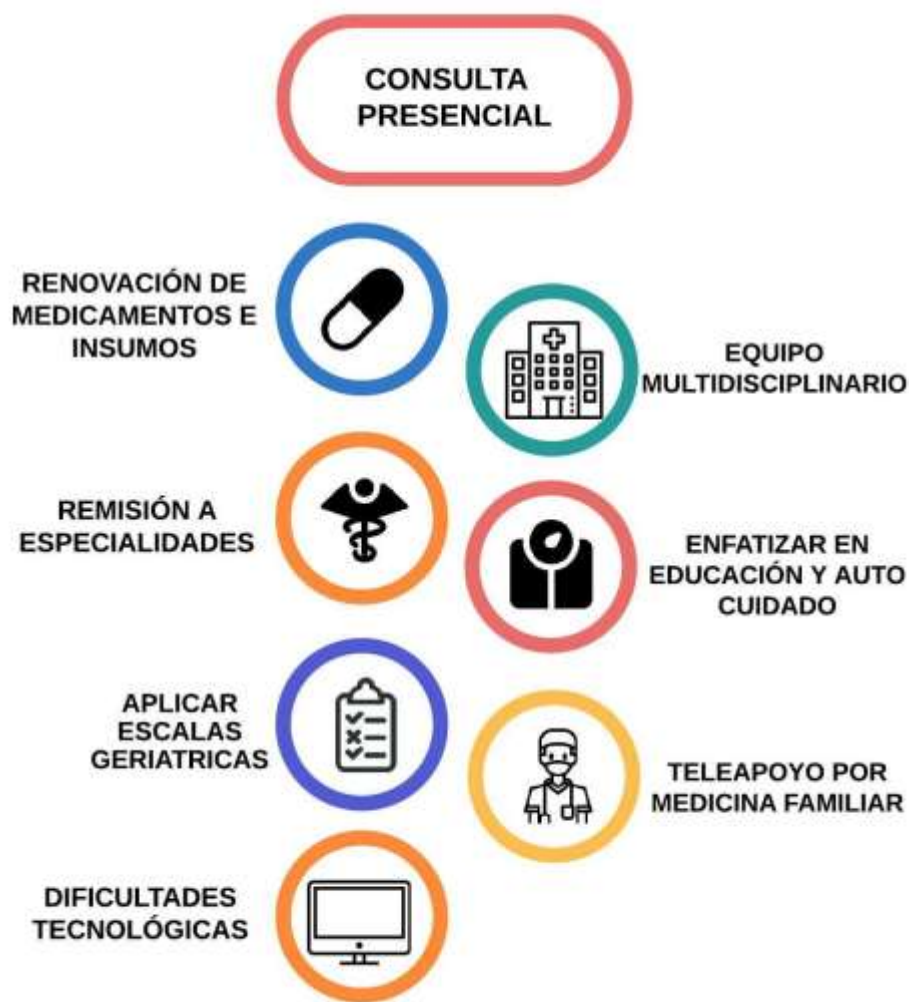 CONSULTA
PRESENCIAL
RENOVACIÓN DE
MEDICAMENTOS E
INSUMOS
EQUIPO
MULTIDISCIPLINARIO
REMISIÓN A
ESPECIALIDADES
ENFATIZAR EN
EDUCACIÓN Y AUTO
CUIDADO
APLICAR
ESCALAS
GERIATRICAS
TELEAPOYO POR
MEDICINA FAMILIAR
DIFICULTADES
TECNOLÓGICAS